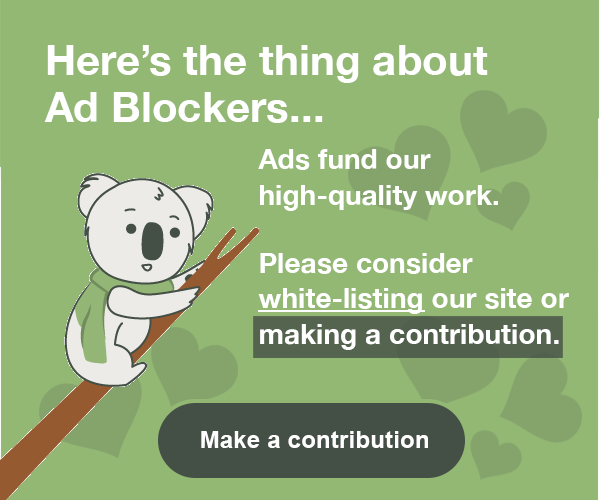 Here’s the thing about
Ad Blockers...
Ads fund our
high-quality work.
Please consider
white-listing our site or
making a contribution.
Make a contribution